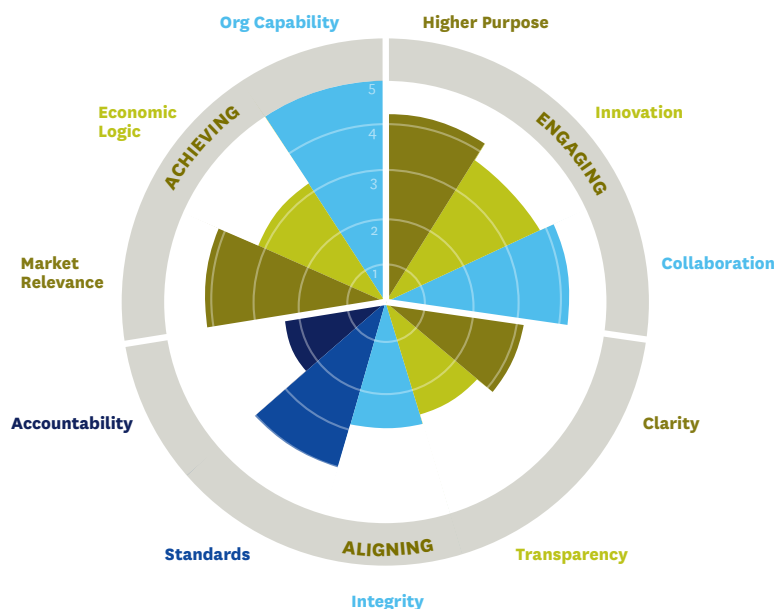 Org Capability
Higher Purpose
Economic
Logic
Innovation
ACHIEVING
ENGAGING
5
4
3
2
1
Market
Relevance
Collaboration
Accountability
Clarity
Standards
ALIGNING
Transparency
Integrity